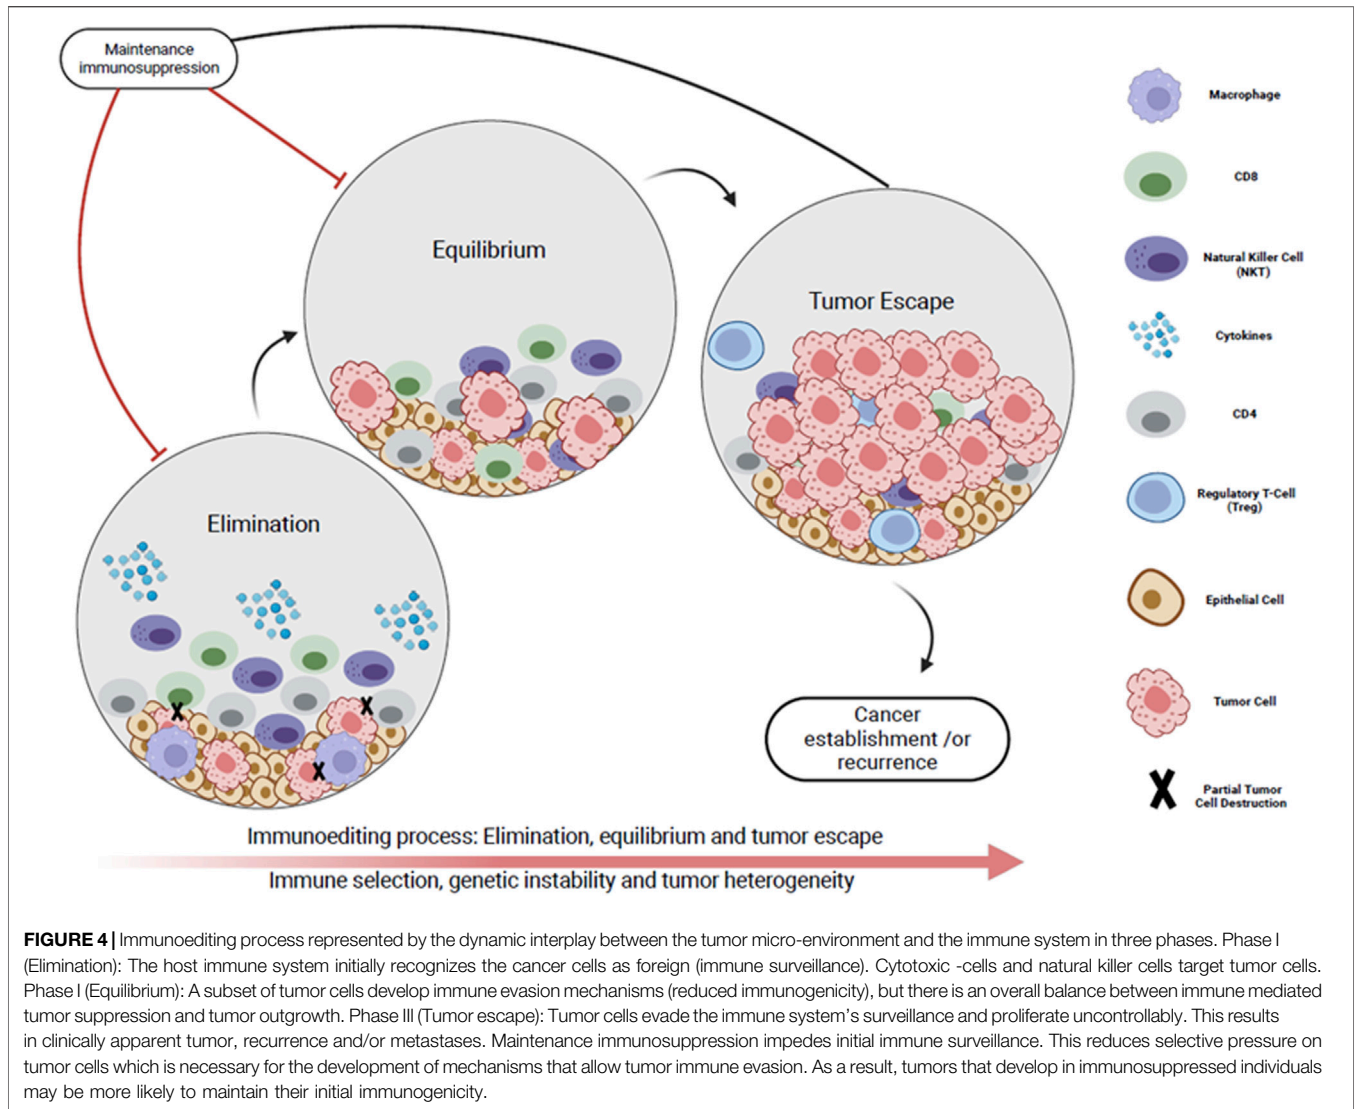 Maintenance
immunosuppression
Equilibrium
Tumor Escape
Elimination
Cancer
establishment /or
recurrence
Macrophage
CD8
Natural Killer Cell
(NKT)
Cytokines
CD4
Regulatory T-Cell
(Treg)
Epithelial Cell
Tumor Cell
Partial Tumor
Cell Destruction
Immunoediting process: Elimination, equilibrium and tumor escape
Immune selection, genetic instability and tumor heterogeneity
FIGURE 4 | Immunoediting process represented by the dynamic interplay between the tumor micro-environment and the immune system in three phases. Phase I
(Elimination): The host immune system initially recognizes the cancer cells as foreign (immune surveillance). Cytotoxic -cells and natural killer cells target tumor cells.
Phase I (Equilibrium): A subset of tumor cells develop immune evasion mechanisms (reduced immunogenicity), but there is an overall balance between immune mediated
tumor suppression and tumor outgrowth. Phase III (Tumor escape): Tumor cells evade the immune system's surveillance and proliferate uncontrollably. This results
in clinically apparent tumor, recurrence and/or metastases. Maintenance immunosuppression impedes initial immune surveillance. This reduces selective pressure on
tumor cells which is necessary for the development of mechanisms that allow tumor immune evasion. As a result, tumors that develop in immunosuppressed individuals
may be more likely to maintain their initial immunogenicity.